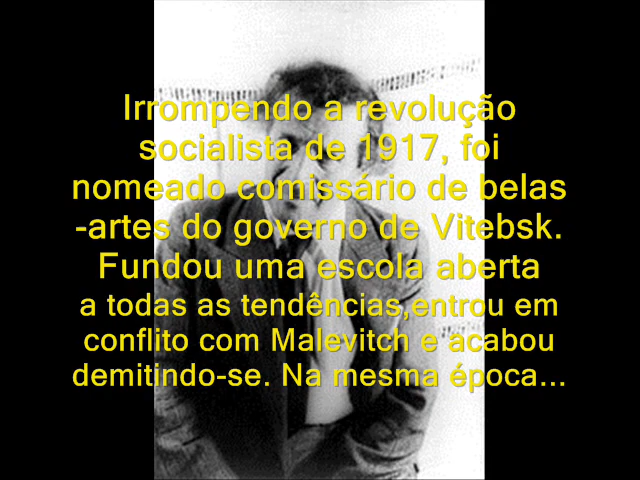 Irrompendo a revolução
socialista de 1917, foi
nomeado comissário de belas
-artes do governo de Vitebsk.
Fundou uma escola aberta
a todas as tendências,entrou em
conflito com Malevitch e acabou
demitindo-se. Na mesma época...